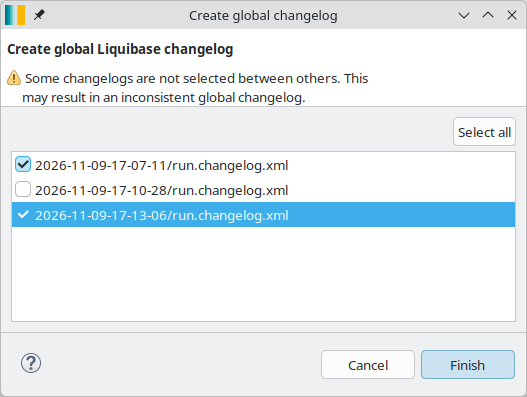 Create global changelog
Create global Liquibase changelog
Some changelogs are not selected between others. This
may result in an inconsistent global changelog.
Select all
2026-11-09-17-07-11/run.changelog.xml
2026-11-09-17-10-28/run.changelog.xml
2026-11-09-17-13-06/run.changelog.xml
Cancel
Finish